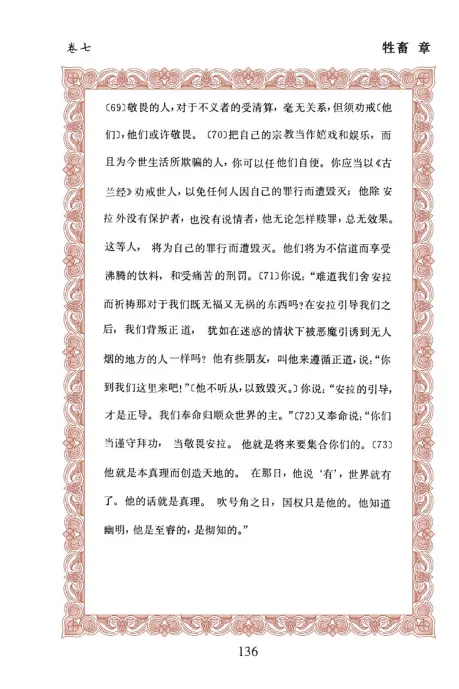 卷七
牲畜 章
〔69〕敬畏的人，对于不义者的受清算，毫无关系，但须劝戒〔他
们〕，他们或许敬畏。〔70〕把自己的宗教当作嬉戏和娱乐，而
且为今世生活所欺骗的人，你可以任他们自便。你应当以《古
兰经》劝戒世人，以免任何人因自己的罪行而遭毁灭；他除 安
拉 外没有保护者，也没有说情者，他无论怎样赎罪，总无效果。
这等人， 将为自己的罪行而遭毁灭。他们将为不信道而享受
沸腾的饮料，和受痛苦的刑罚。〔71〕你说：“难道我们舍安拉
而祈祷那对于我们既无福又无祸的东西吗？在安拉引导我们之
后，我们背叛正道， 犹如在迷惑的情状下被恶魔引诱到无人
烟的地方的人一样吗？他有些朋友，叫他来遵循正道，说：‘你
到我们这里来吧！’”〔他不听从，以致毁灭。〕你说：“安拉的引导，
才是正导。我们奉命归顺众世界的主。”〔72〕又奉命说：“你们
当谨守拜功， 当敬畏安拉。 他就是将来要集合你们的。〔73〕
他就是本真理而创造天地的。 在那日，他说‘有’，世界就有
了。他的话就是真理。 吹号角之日，国权只是他的。他知道
幽明，他是至睿的，是彻知的。”
136